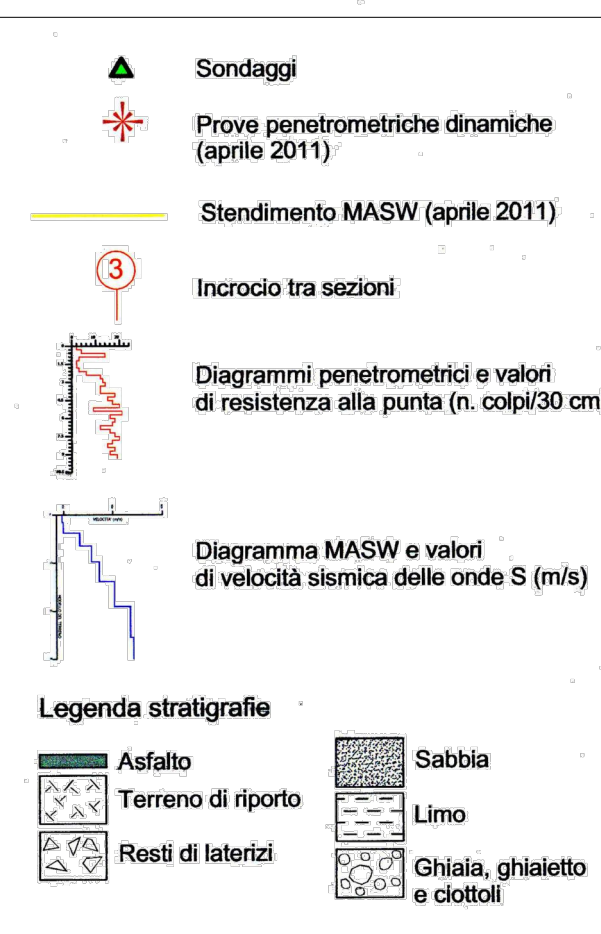 Sondaggi
Prove penetrometriche dinamiche
(aprile 2011)
Stendimento MASW (aprile 2011)
3
Incrocio tra sezioni
Diagrammi penetrometrici e valori
di resistenza alla punta (n. colpi/30 cm
VELOCITA' (m/s)
Diagramma MASW e valori
di velocità sismica delle onde S (m/s)
Legenda stratigrafie
Asfalto
Terreno di riporto
Resti di laterizi
Sabbia
Limo
Ghiaia, ghiaietto
e ciottoli